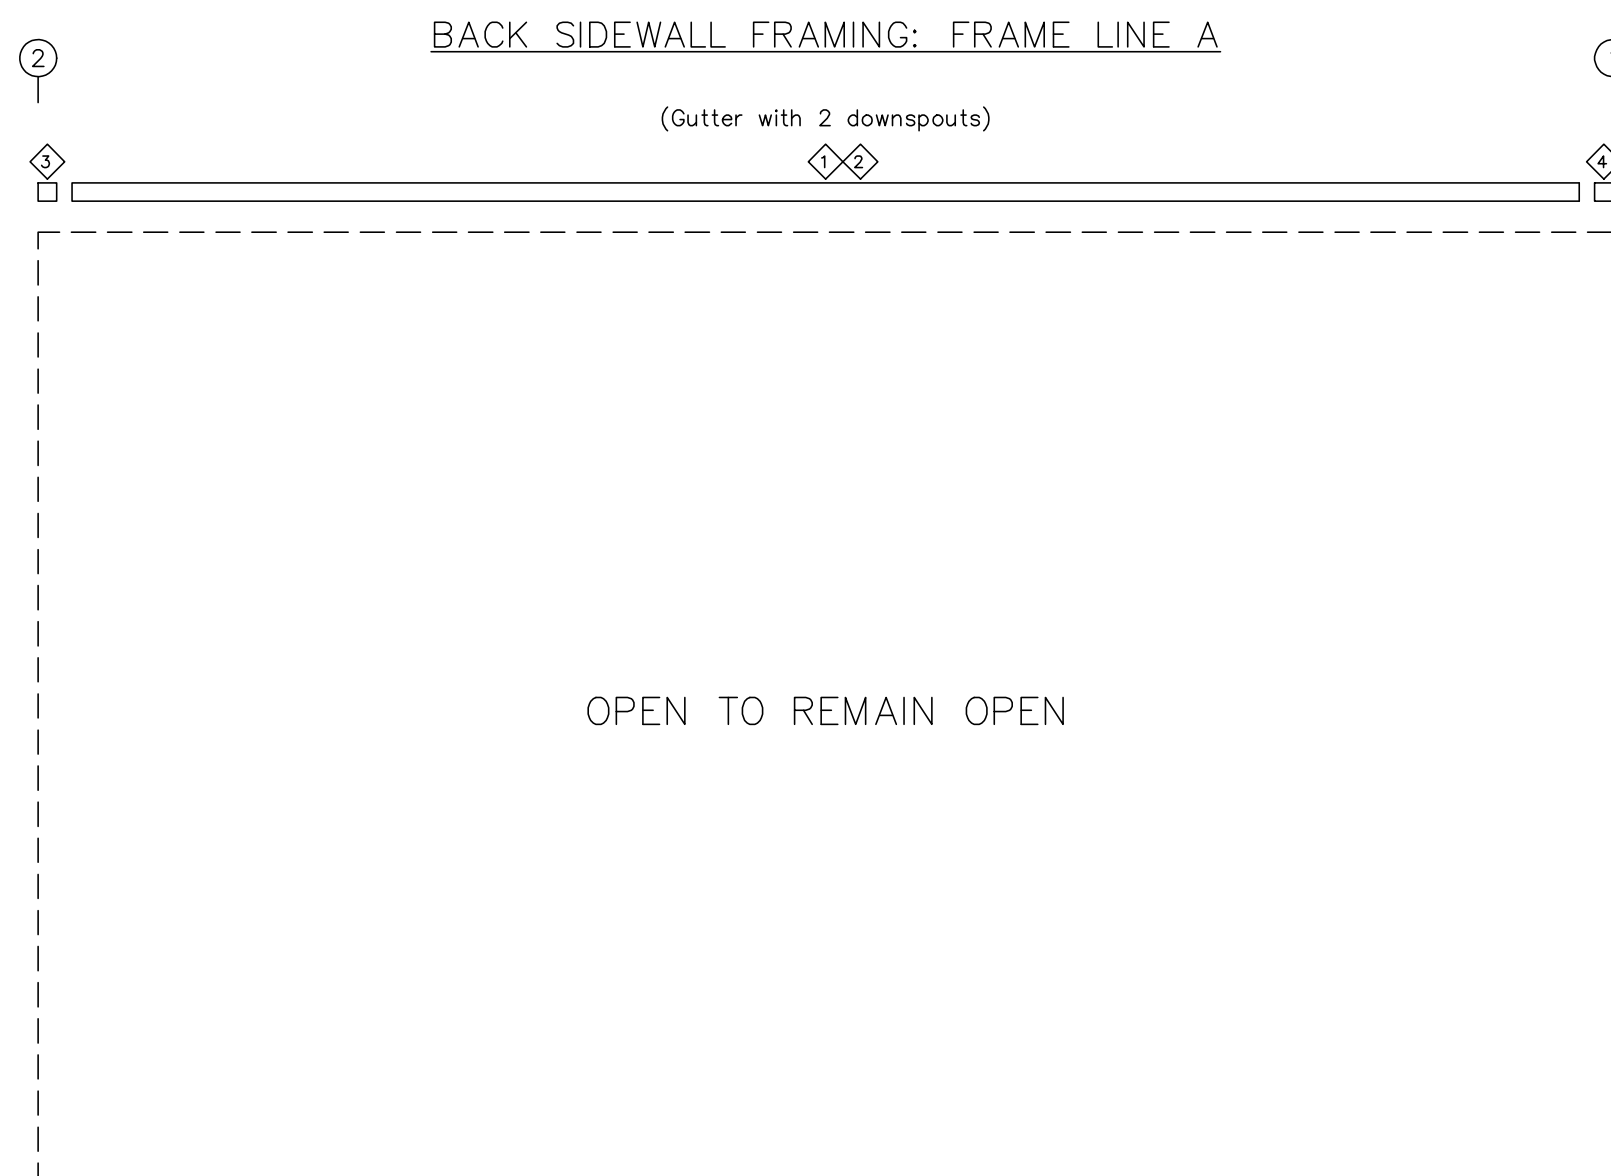 BACK SIDEWALL FRAMING: FRAME LINE A
2
(Gutter with 2 downspouts)
3 1 2 4
OPEN TO REMAIN OPEN